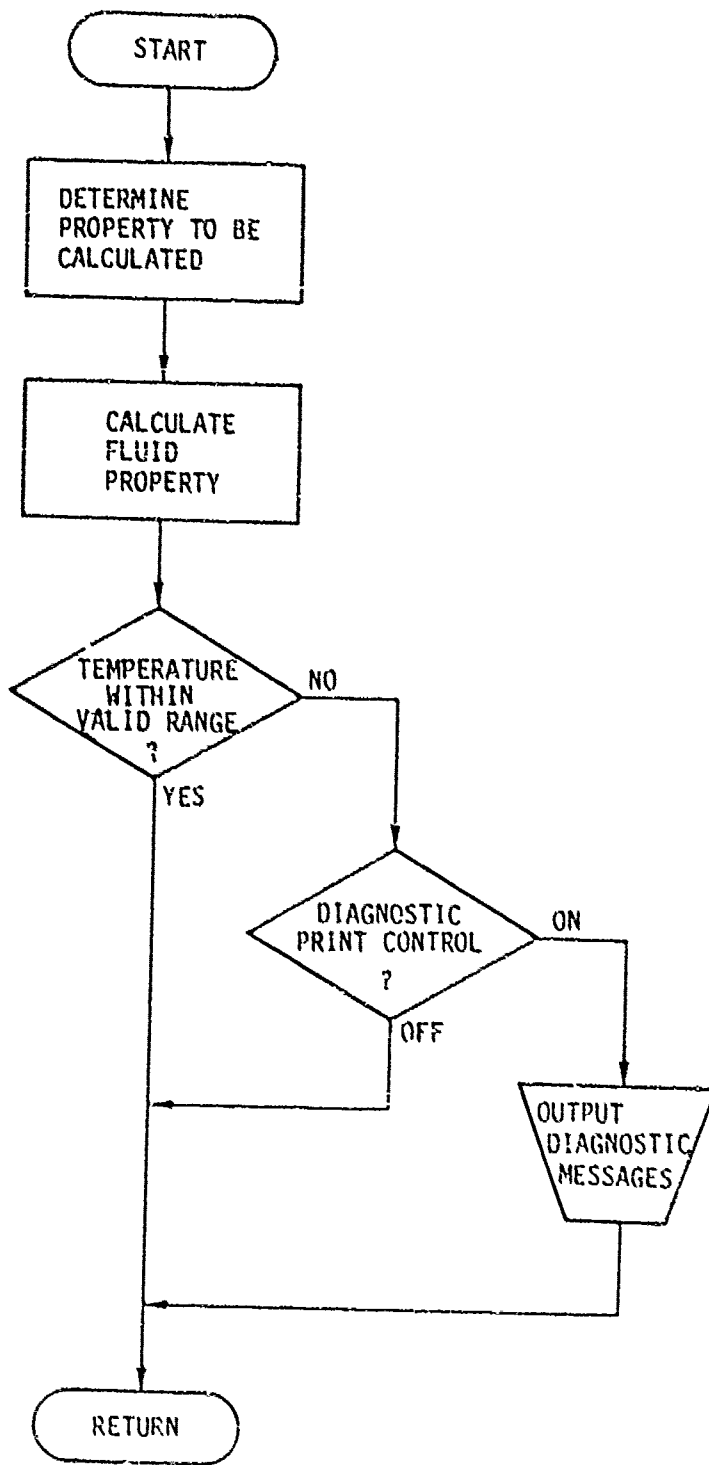 START
DETERMINE
PROPERTY TO BE
CALCULATED
CALCULATE
FLUID
PROPERTY
TEMPERATURE
WITHIN
VALID RANGE
?
NO
YES
DIAGNOSTIC
PRINT CONTROL
?
ON
OFF
OUTPUT
DIAGNOSTIC
MESSAGES
RETURN